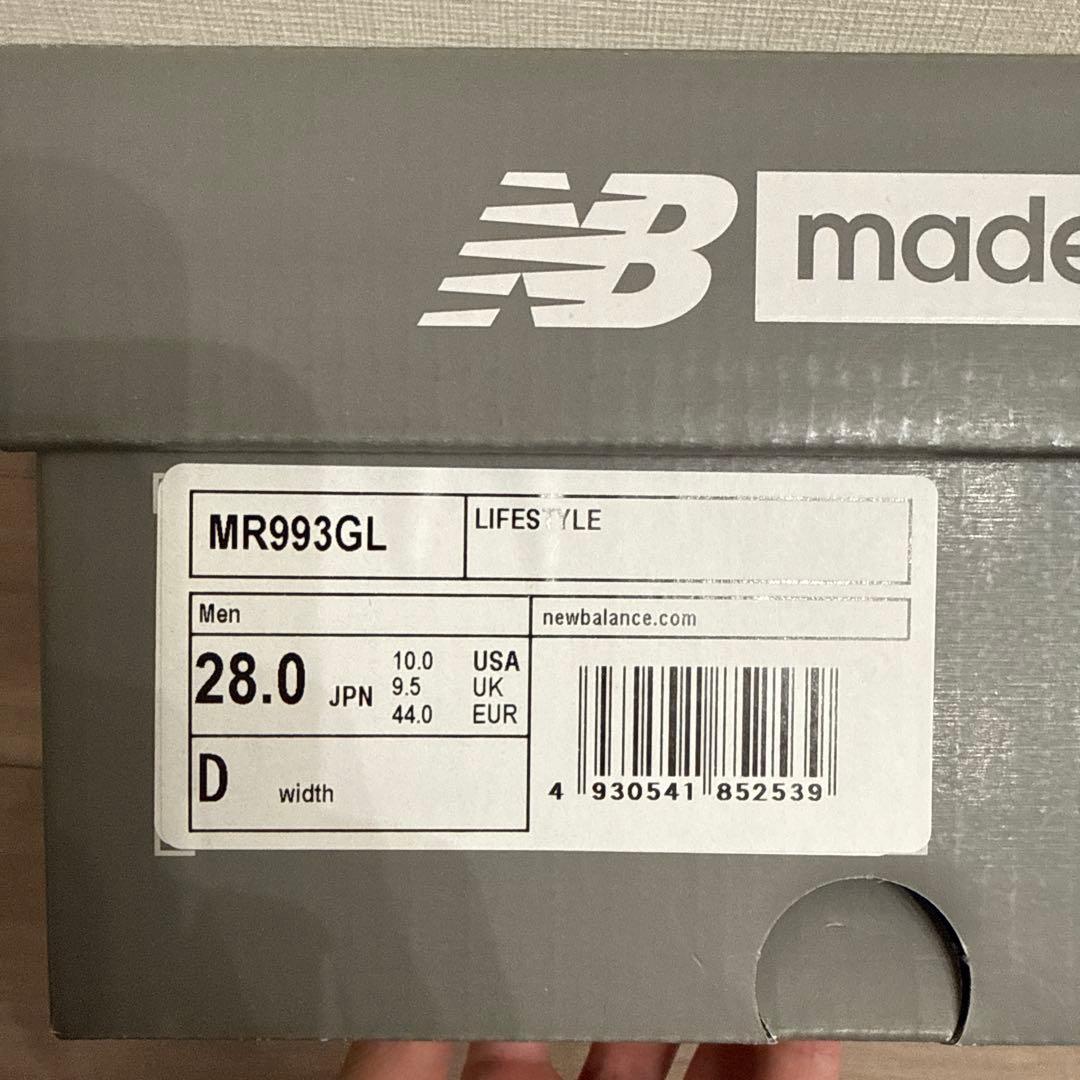 NB made
MR993GL
LIFESTYLE
Men
newbalance.com
28.0 JPN
10.0 USA
9.5 UK
44.0 EUR
D width
4 930541 852539